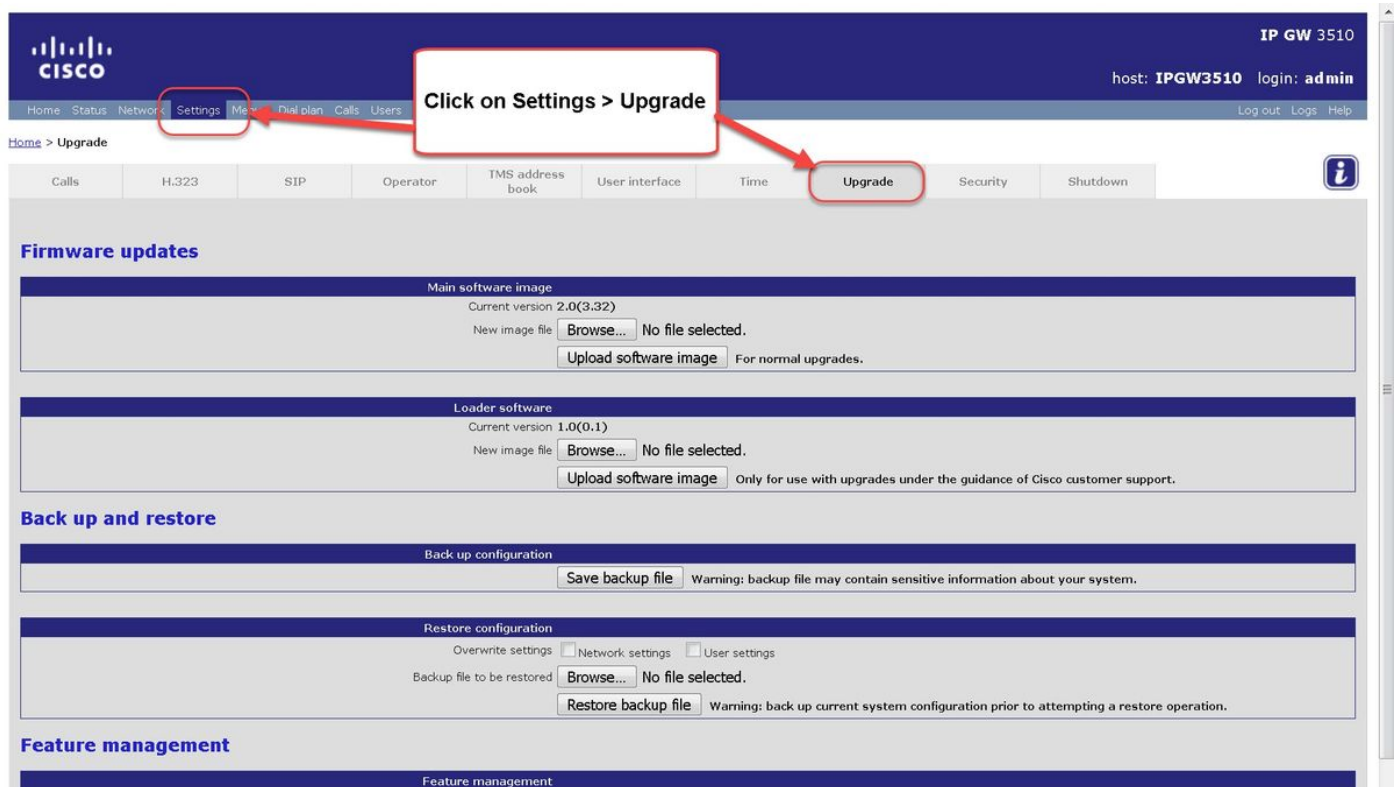 IP GW 3510
CISCO
host: IPGW3510 login: admin
Click on Settings > Upgrade
Home Status Network Settings Dial plan Calls Users
Log out Logs Help
Home > Upgrade
Calls H.323 SIP Operator TMS address book User interface Time Upgrade Security Shutdown
i
Firmware updates
Main software image
Current version 2.0(3.32)
New image file Browse... No file selected.
Upload software image For normal upgrades.
Loader software
Current version 1.0(0.1)
New image file Browse... No file selected.
Upload software image Only for use with upgrades under the guidance of Cisco customer support.
Back up and restore
Back up configuration
Save backup file Warning: backup file may contain sensitive information about your system.
Restore configuration
Overwrite settings Network settings User settings
Backup file to be restored Browse... No file selected.
Restore backup file Warning: back up current system configuration prior to attempting a restore operation.
Feature management
Feature management